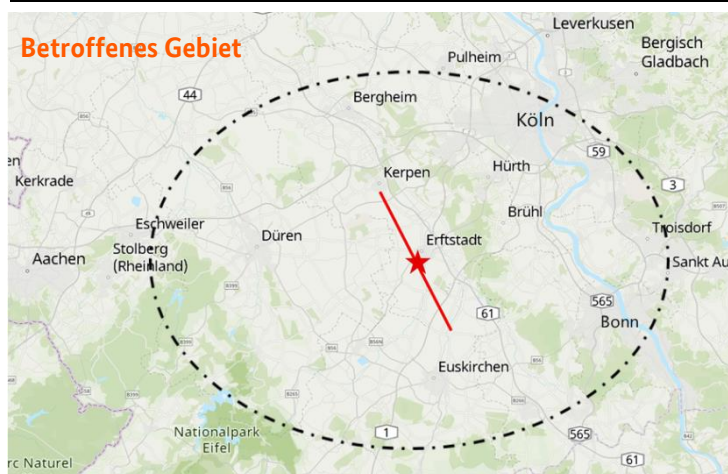 Betroffenes Gebiet
Leverkusen
Bergisch
Gladbach
Pulheim
44
Bergheim
Köln
59
en
Kerkrade
Kerpen
Hürth
3
Brühl
Eschweiler
Stolberg
(Rheinland)
Düren
Erftstadt
Troisdorf
Aachen
Sankt Au
565
61
Bonn
Euskirchen
Nationalpark
Eifel
1
565
61
rc Naturel